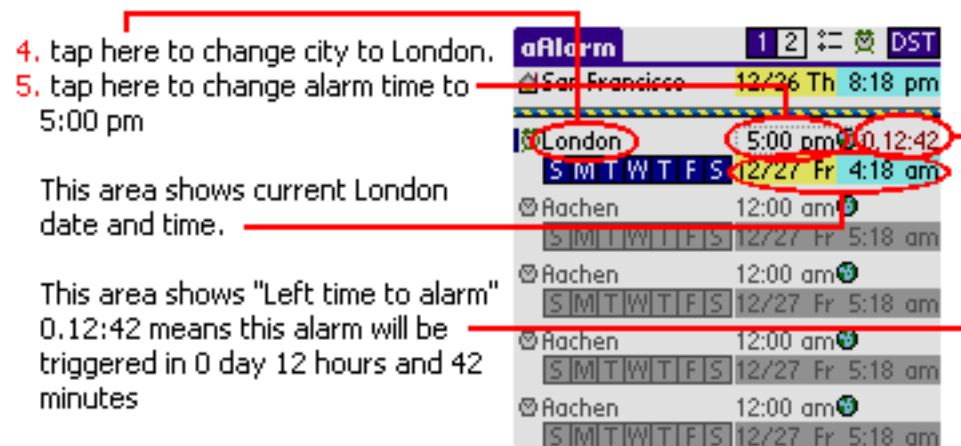 4. tap here to change city to London.
5. tap here to change alarm time to
5:00 pm
This area shows current London
date and time.
This area shows "Left time to alarm"
0.12:42 means this alarm will be
triggered in 0 day 12 hours and 42
minutes
aAlarm 1 2 DST
San Francisco 12/26 Th 8:18 pm
London 5:00 pm 0.12:42
S M T W T F S 12/27 Fr 4:18 am
Aachen 12:00 am
S M T W T F S 12/27 Fr 5:18 am
Aachen 12:00 am
S M T W T F S 12/27 Fr 5:18 am
Aachen 12:00 am
S M T W T F S 12/27 Fr 5:18 am
Aachen 12:00 am
S M T W T F S 12/27 Fr 5:18 am